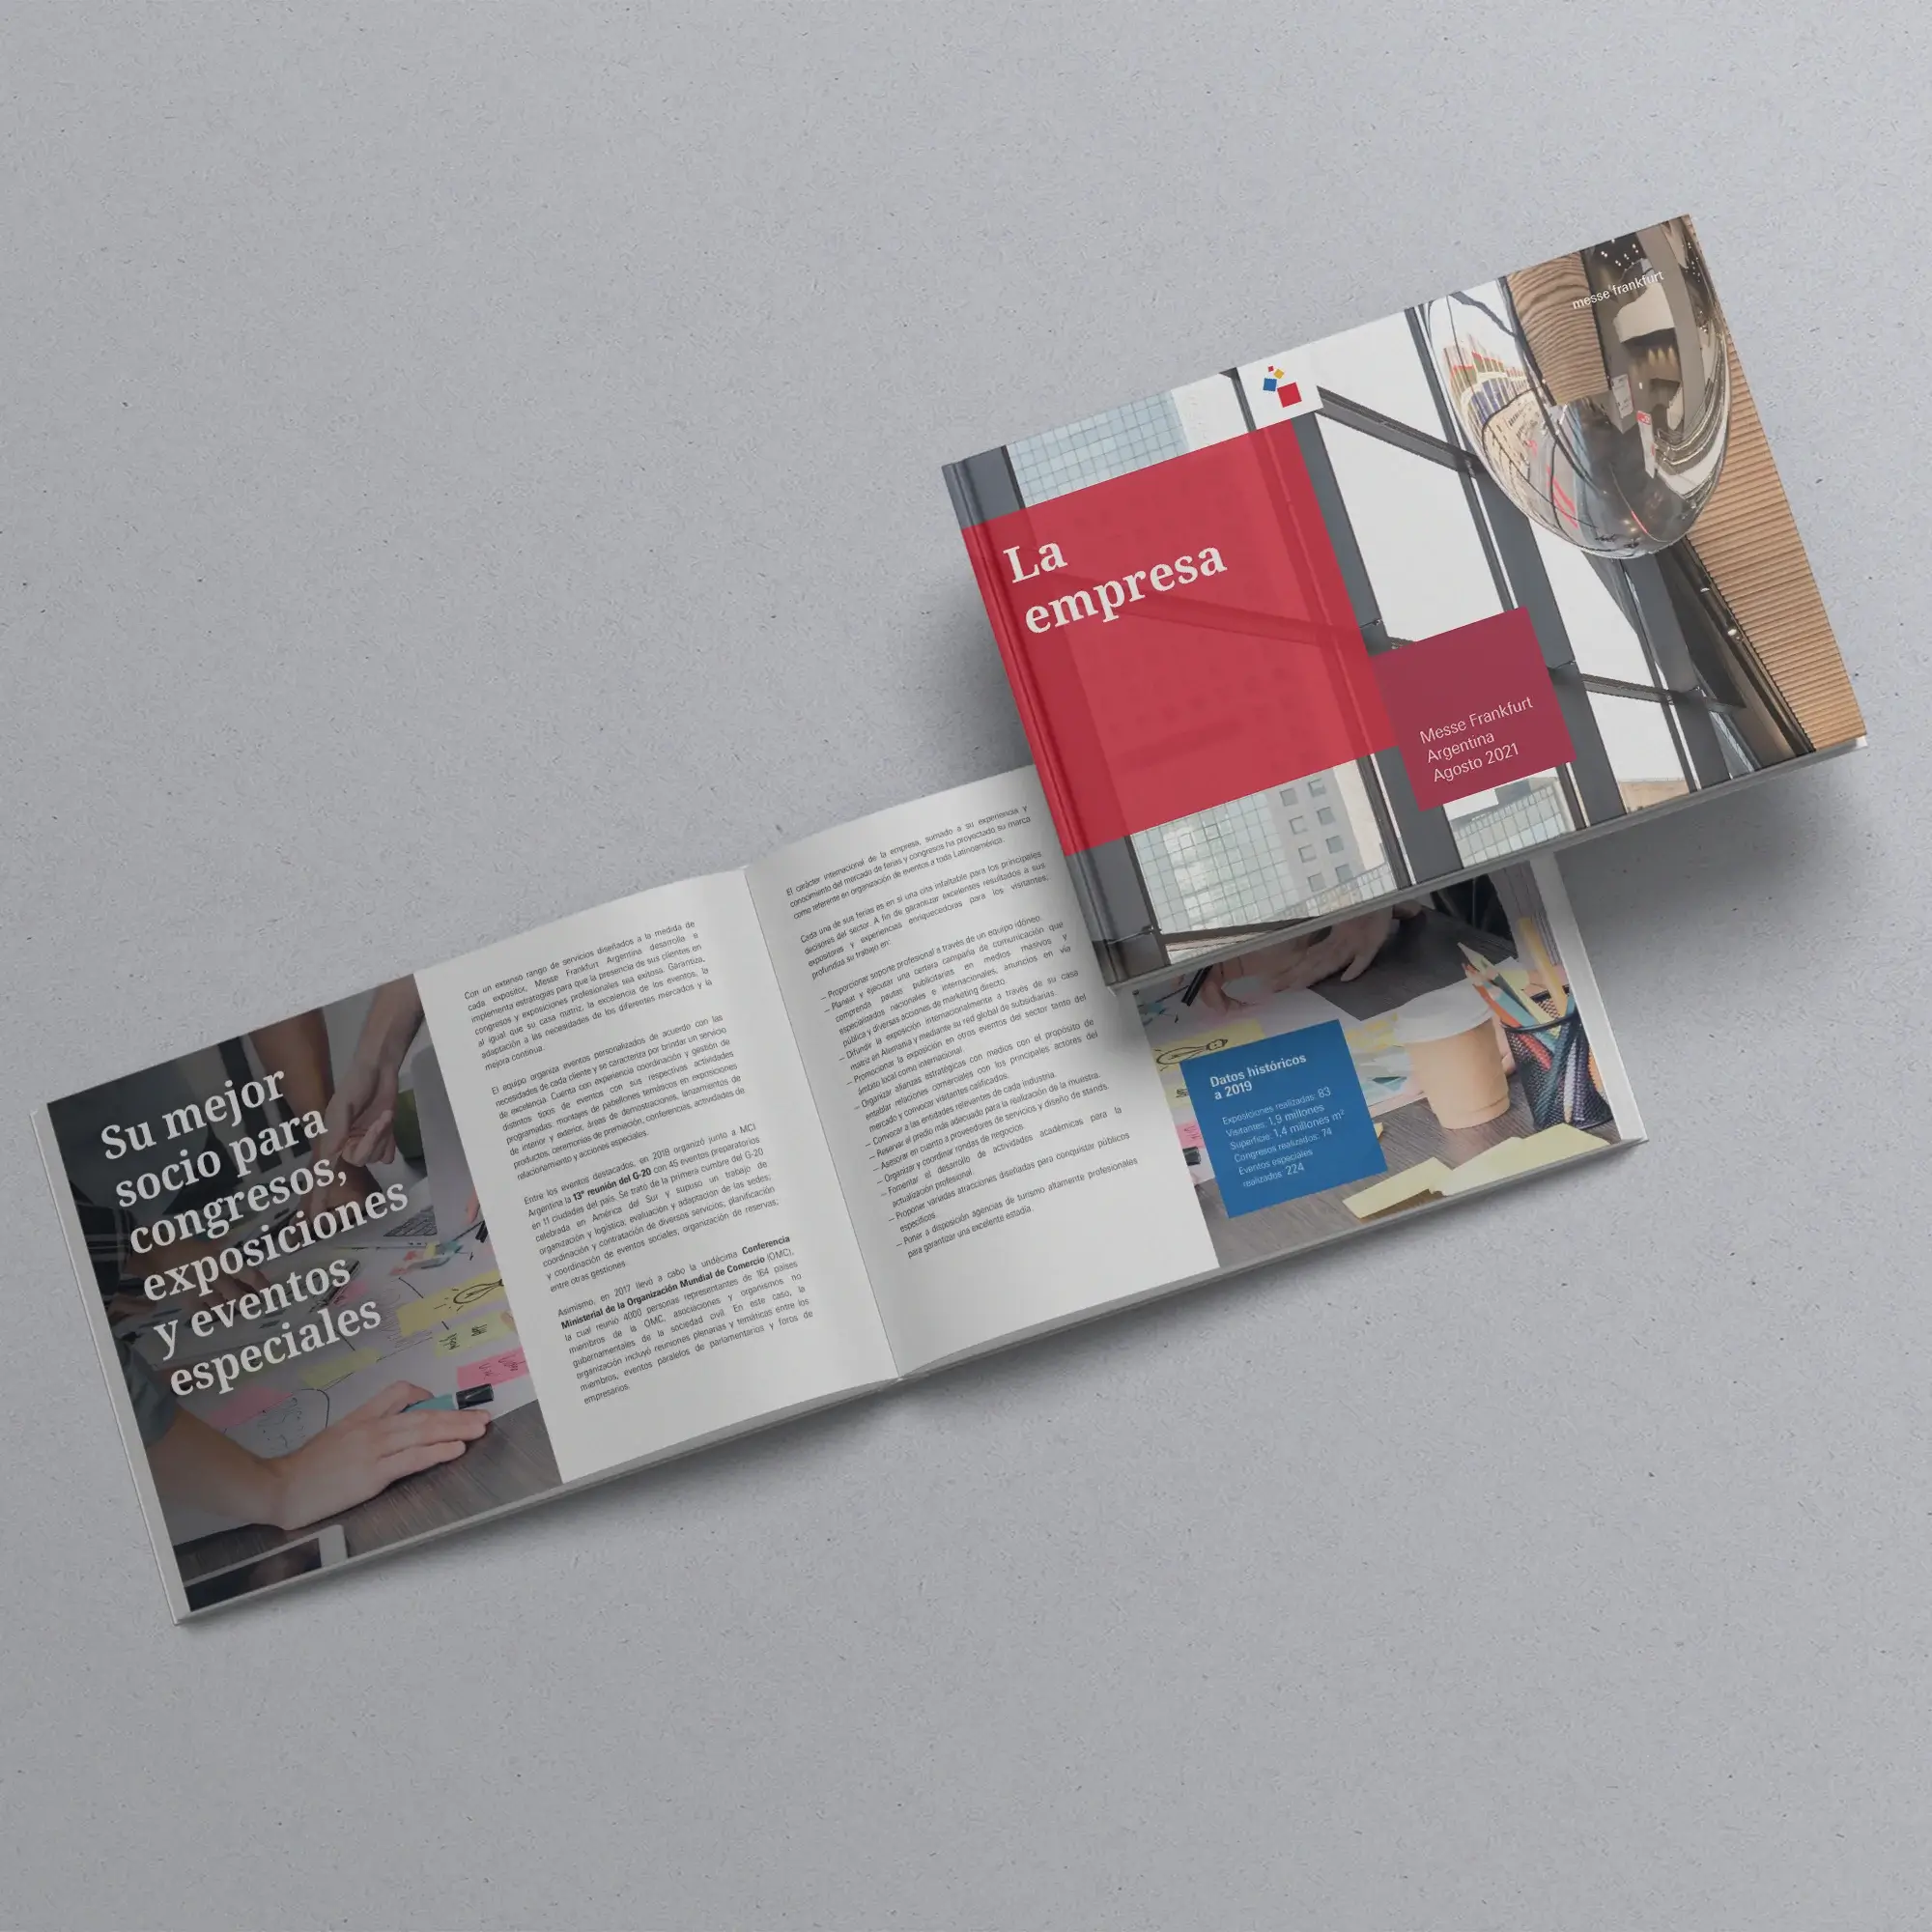 messe frankfurt
La
empresa
Messe Frankfurt
Argentina
Agosto 2021
Su mejor
socio para
congresos,
exposiciones
y eventos
especiales
Con un extenso rango de servicios diseñados a la medida de
cada expositor, Messe Frankfurt Argentina desarrolla e
implementa estrategias para que la presencia de sus clientes en
congresos y exposiciones profesionales sea exitosa. Garantiza,
al igual que su casa matriz, la excelencia de los eventos, la
adaptación a las necesidades de los diferentes mercados y la
mejora continua.
El equipo organiza eventos personalizados de acuerdo con las
necesidades de cada cliente y se caracteriza por brindar un servicio
de excelencia. Cuenta con experiencia coordinación y gestión de
distintos tipos de eventos con sus respectivas actividades
programadas: montajes de pabellones temáticos en exposiciones
de interior y exterior, áreas de demostraciones, lanzamientos de
productos, ceremonias de premiación, conferencias, actividades de
relacionamiento y acciones especiales.
Entre los eventos destacados, en 2018 organizó junto a MCI
Argentina la 13° reunión del G-20 con 45 eventos preparatorios
en 11 ciudades del país. Se trató de la primera cumbre del G-20
celebrada en América del Sur y supuso un trabajo de
organización y logística; evaluación y adaptación de las sedes;
coordinación y contratación de diversos servicios; planificación
y coordinación de eventos sociales; organización de reservas;
entre otras gestiones.
Asimismo, en 2017 llevó a cabo la undécima Conferencia
Ministerial de la Organización Mundial de Comercio (OMC),
la cual reunió 4000 personas representantes de 164 países
miembros de la OMC, asociaciones y organismos no
gubernamentales de la sociedad civil. En este caso, la
organización incluyó reuniones plenarias y temáticas entre los
miembros, eventos paralelos de parlamentarios y foros de
empresarios.
El carácter internacional de la empresa, sumado a su experiencia y
conocimiento del mercado de ferias y congresos ha proyectado su marca
como referente en organización de eventos a toda Latinoamérica.
Cada una de sus ferias es en sí una cita infaltable para los principales
decisores del sector. A fin de garantizar excelentes resultados a sus
expositores y experiencias enriquecedoras para los visitantes,
profundiza su trabajo en:
— Proporcionar soporte profesional a través de un equipo idóneo.
— Planear y ejecutar una certera campaña de comunicación que
comprenda pautas publicitarias en medios masivos y
especializados nacionales e internacionales, anuncios en vía
pública y diversas acciones de marketing directo.
— Difundir la exposición internacionalmente a través de su casa
matriz en Alemania y mediante su red global de subsidiarias.
— Promocionar la exposición en otros eventos del sector tanto del
ámbito local como internacional.
— Organizar alianzas estratégicas con medios con el propósito de
entablar relaciones comerciales con los principales actores del
mercado y convocar visitantes calificados.
— Convocar a las entidades relevantes de cada industria.
— Reservar el predio más adecuado para la realización de la muestra.
— Asesorar en cuanto a proveedores de servicios y diseño de stands.
— Organizar y coordinar rondas de negocios.
— Fomentar el desarrollo de actividades académicas para la
actualización profesional.
— Proponer variadas atracciones diseñadas para conquistar públicos
específicos.
— Poner a disposición agencias de turismo altamente profesionales
para garantizar una excelente estadía.
Datos históricos
a 2019
Exposiciones realizadas: 83
Visitantes: 1,9 millones
Superficie: 1,4 millones m²
Congresos realizados: 74
Eventos especiales
realizados: 224